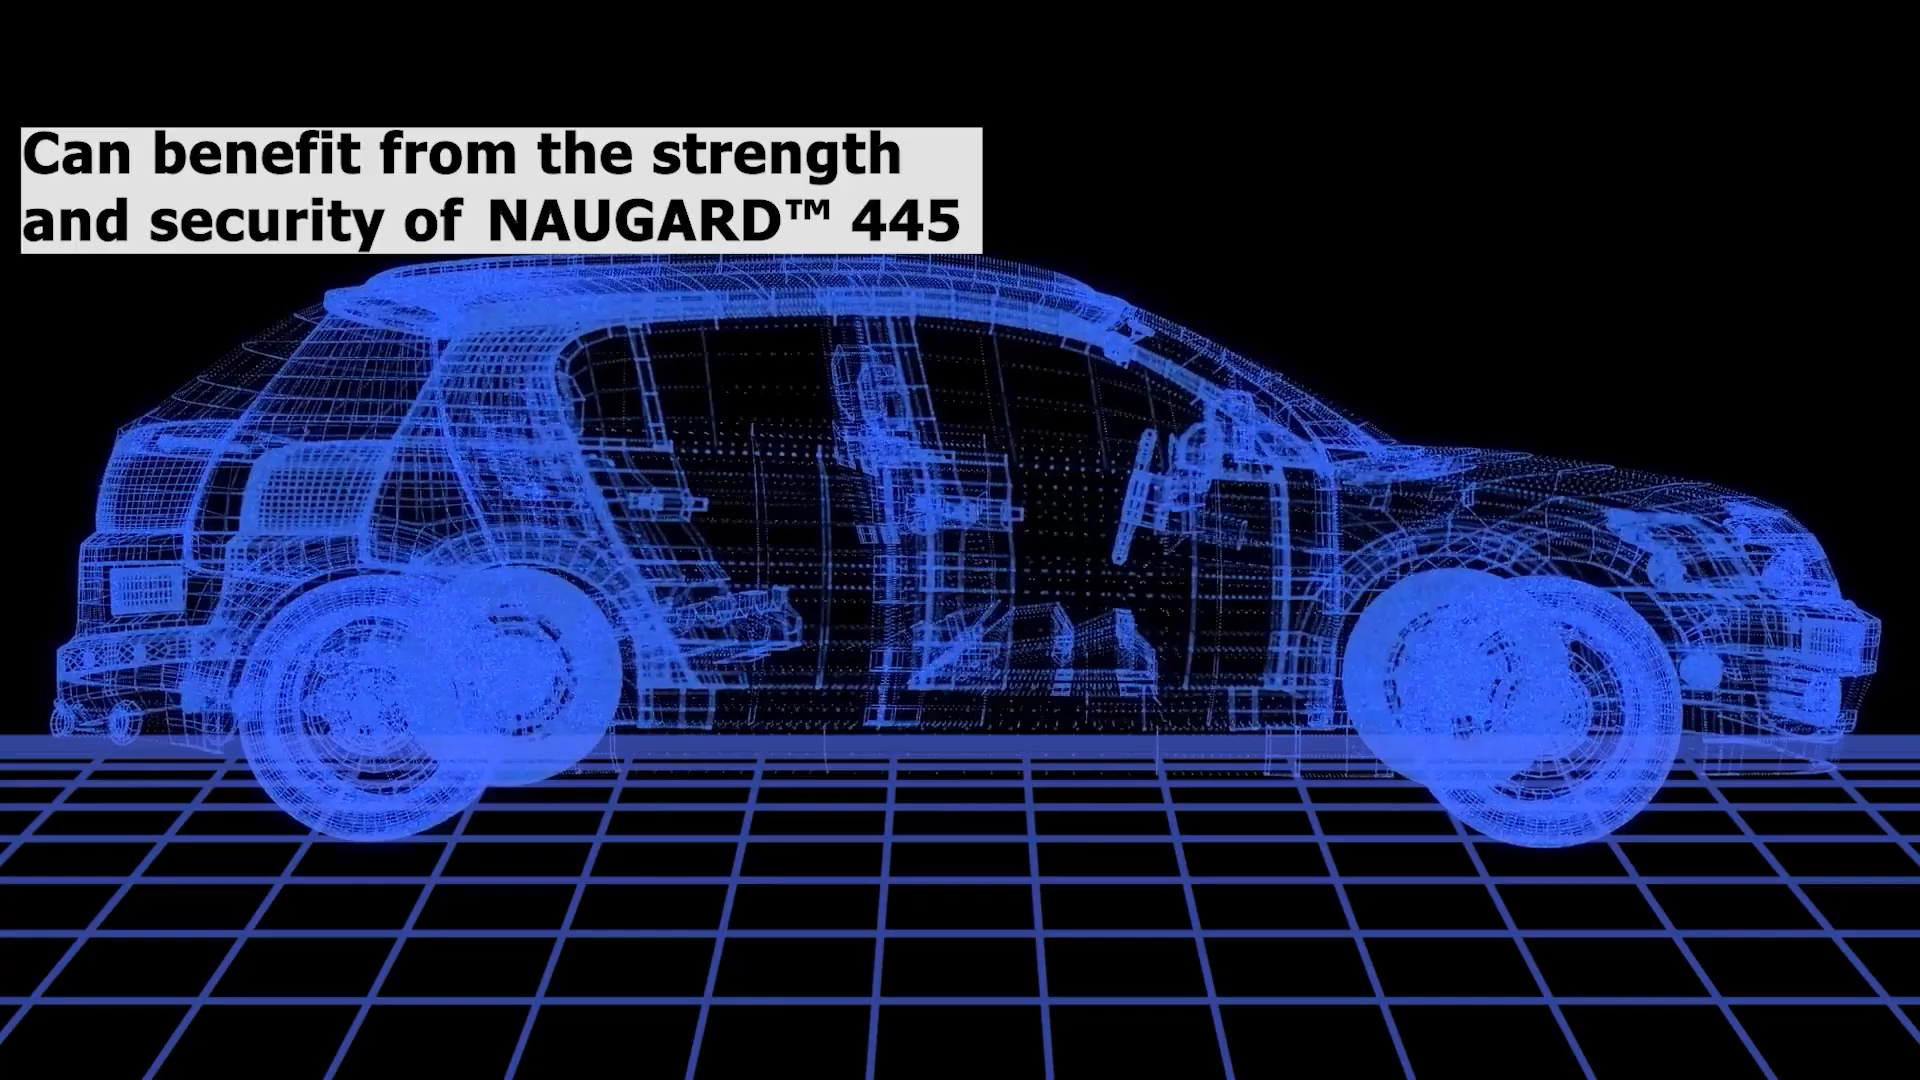 Can benefit from the strength
and security of NAUGARD™ 445